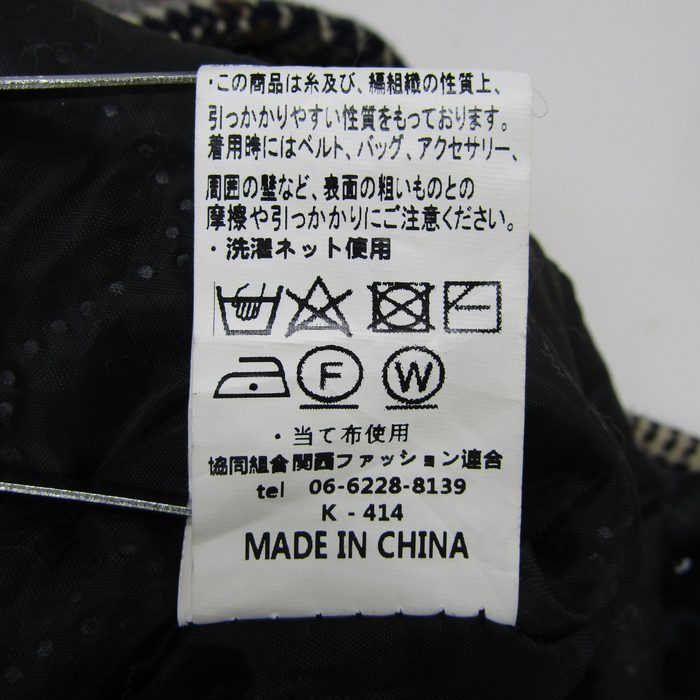 ・この商品は糸及び、編組織の性質上、
引っかかりやすい性質をもっております。
着用時にはベルト、バッグ、アクセサリー、
周囲の壁など、表面の粗いものとの
摩擦や引っかかりにご注意ください。
・洗濯ネット使用
F W
・当て布使用
協同組合関西ファッション連合
tel 06-6228-8139
K - 414
MADE IN CHINA